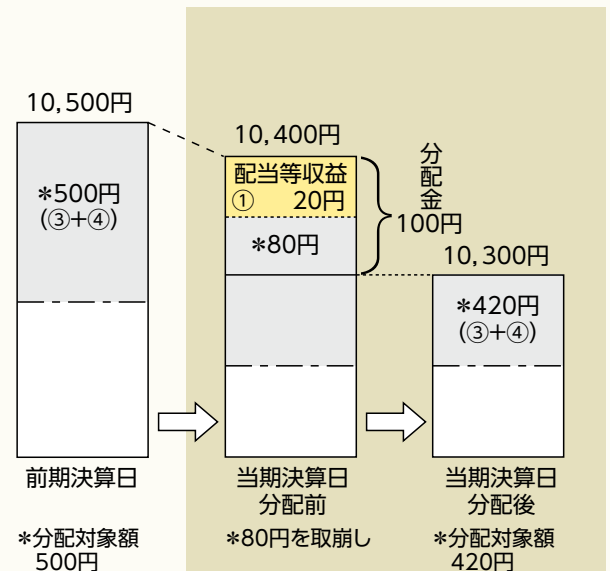 10,500円
*500円
(③+④)
前期決算日
*分配対象額
500円
10,400円
配当等収益
① 20円
*80円
分配金
100円
当期決算日
分配前
*80円を取崩し
10,300円
*420円
(③+④)
当期決算日
分配後
*分配対象額
420円